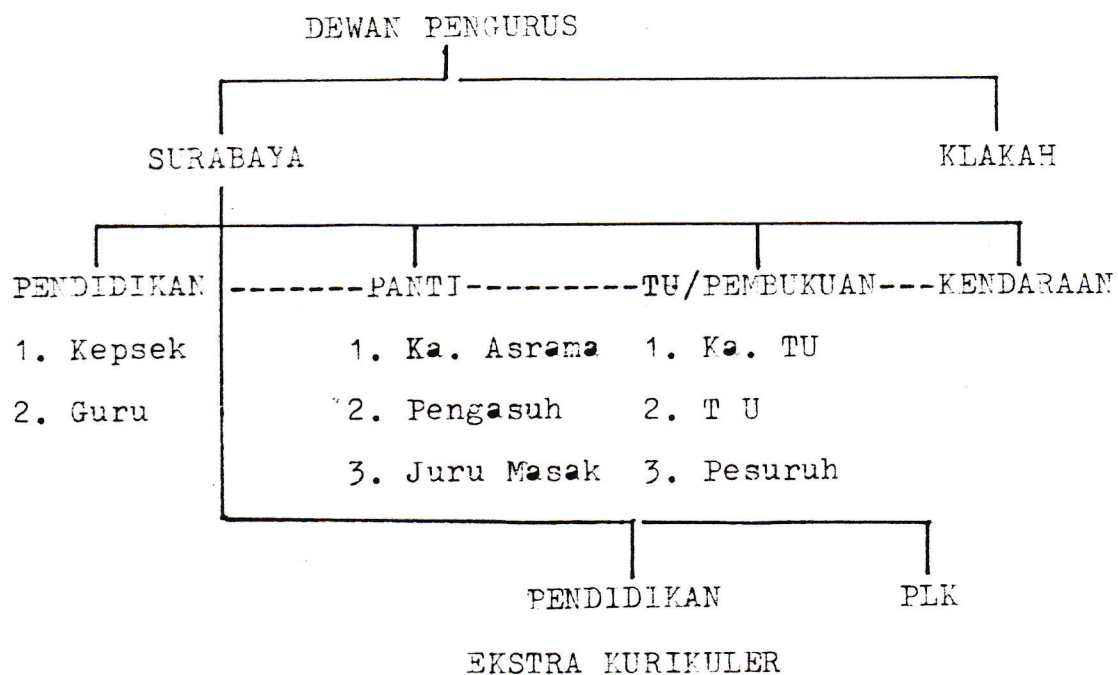 DEWAN PENGURUS
SURABAYA KLAKAH
PENDIDIKAN -------PANTI---------TU/PEMBUKUAN---KENDARAAN
1. Kepsek 1. Ka. Asrama 1. Ka. TU
2. Guru 2. Pengasuh 2. T U
3. Juru Masak 3. Pesuruh
PENDIDIKAN PLK
EKSTRA KURIKULER